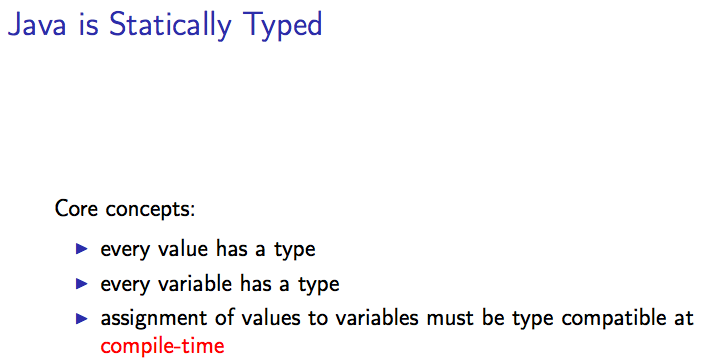 Java is Statically Typed
Core concepts:
▶ every value has a type
▶ every variable has a type
▶ assignment of values to variables must be type compatible at
compile-time